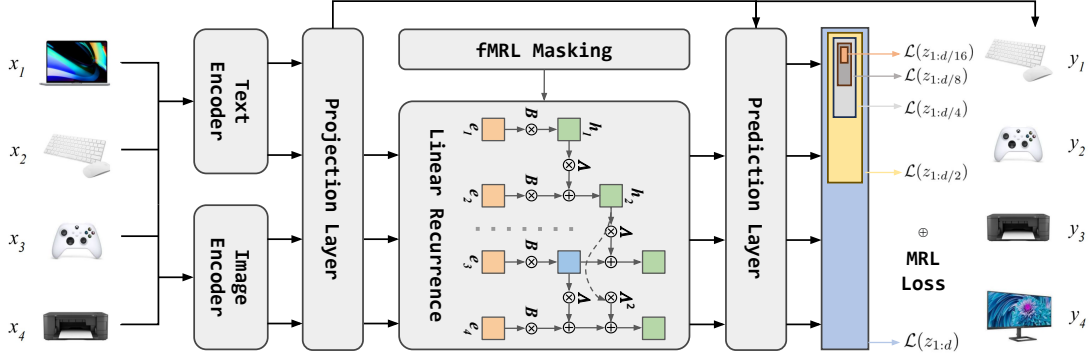 x1
x2
x3
x4
Text
Encoder
Image
Encoder
Projection Layer
fMRL Masking
Linear Recurrence
e1
B
⊗
h1
Λ
⊗
e2
B
⊗
⊕
h2
Λ
⊗
e3
B
⊗
⊕
Λ
⊗
Λ²
⊗
e4
B
⊗
⊕
⊕
Prediction Layer
ℒ(z1:d/16)
ℒ(z1:d/8)
ℒ(z1:d/4)
ℒ(z1:d/2)
⊕
MRL
Loss
ℒ(z1:d)
y1
y2
y3
y4